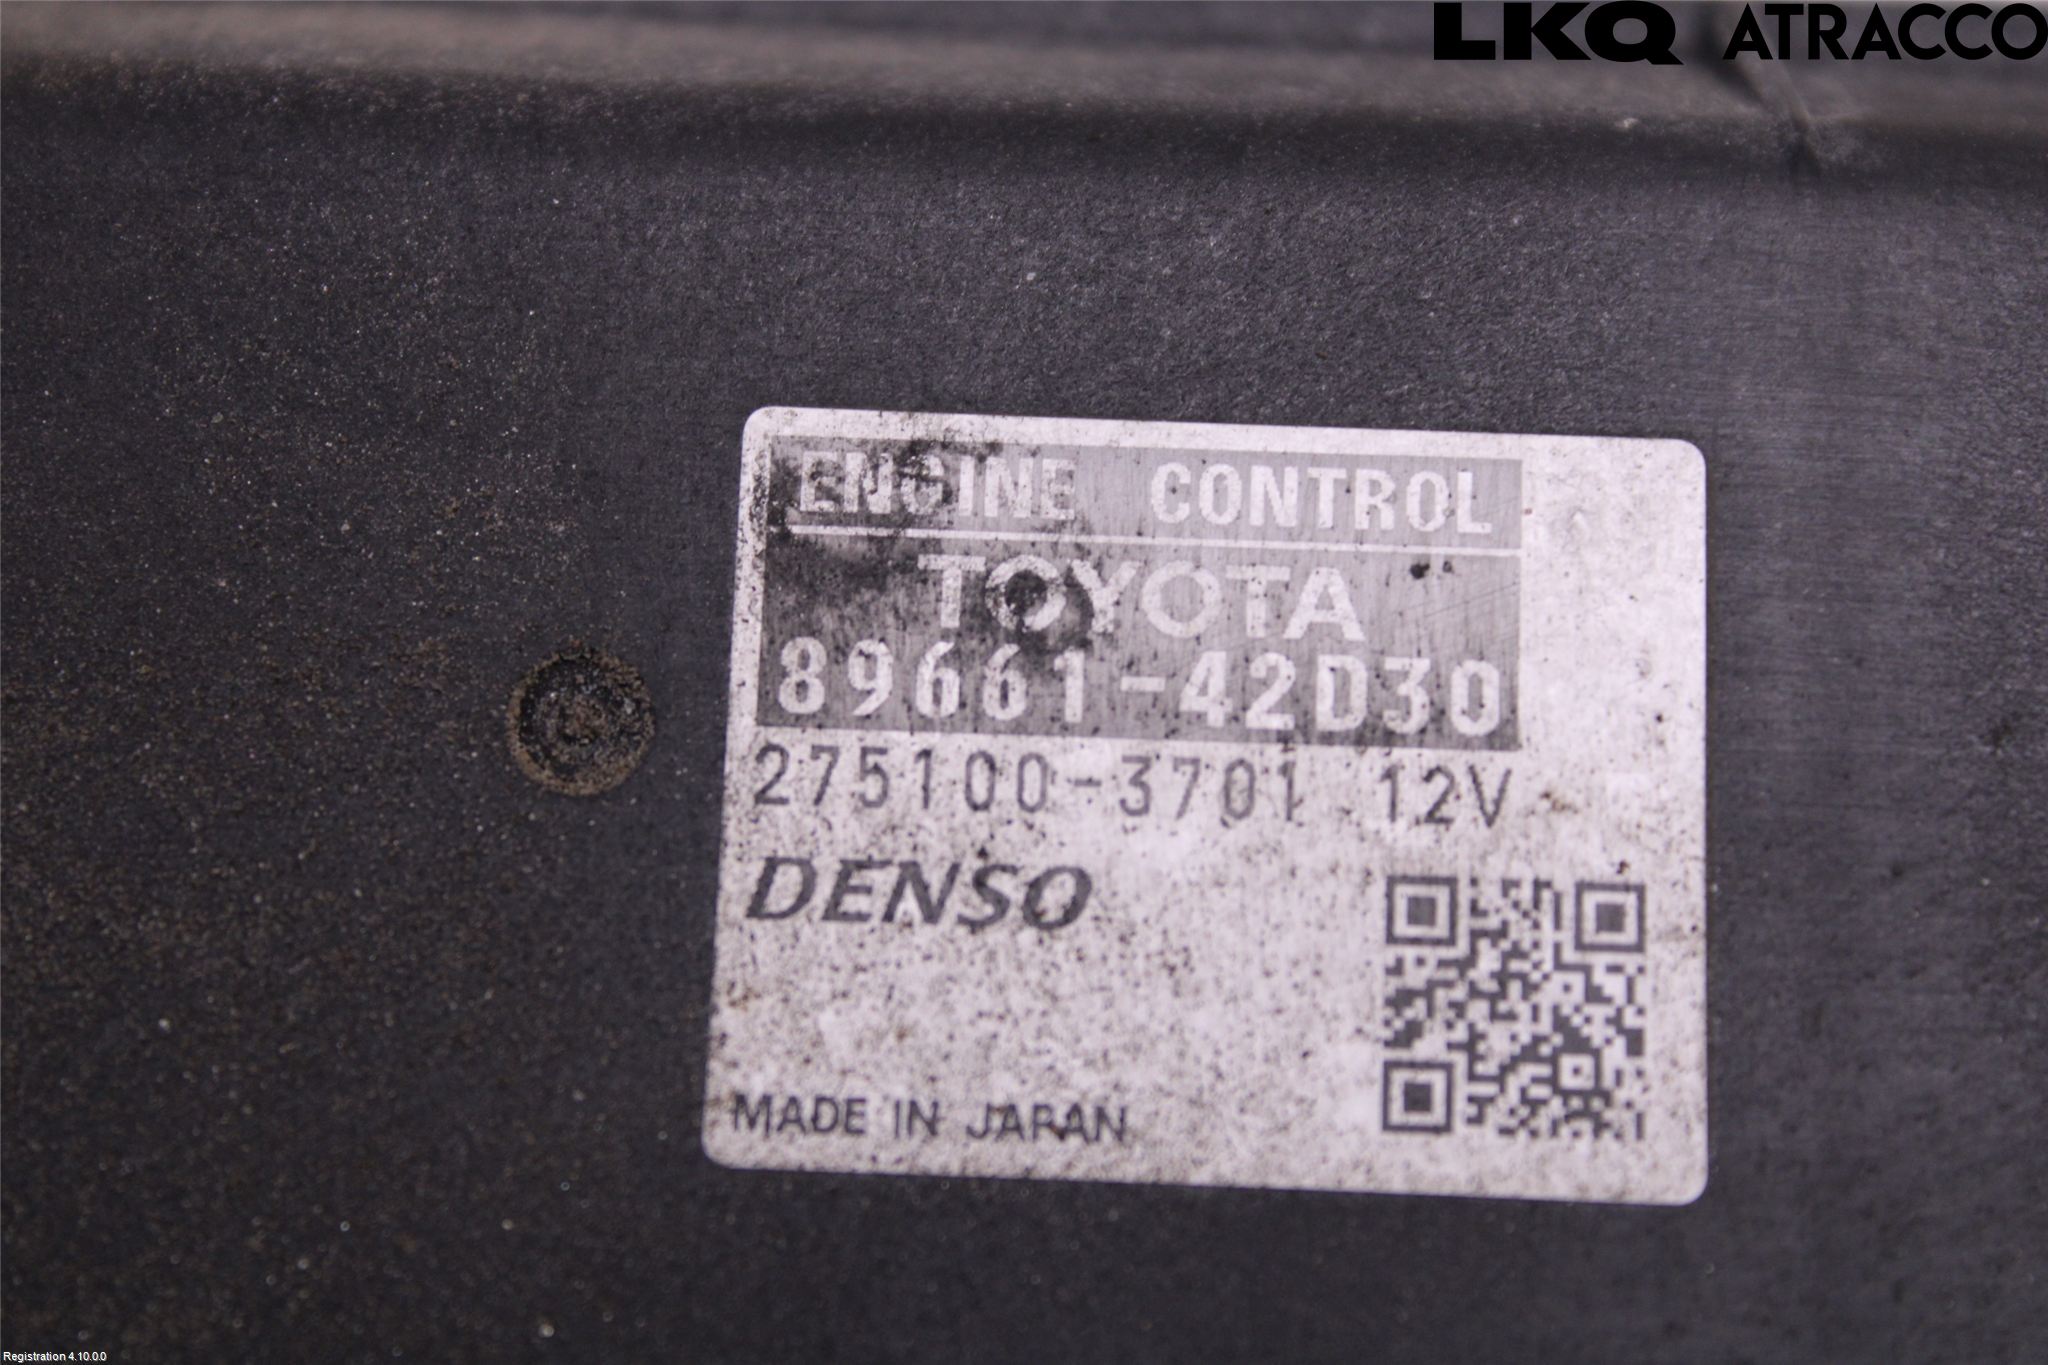 LKQ ATRACCO
ENGINE CONTROL
TOYOTA
89661-42D30
275100-3701 12V
DENSO
MADE IN JAPAN
Registration 4.10.0.0